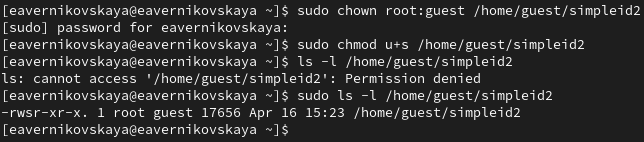 [eavernikovskaya@eavernikovskaya ~]$ sudo chown root:guest /home/guest/simpleid2
[sudo] password for eavernikovskaya:
[eavernikovskaya@eavernikovskaya ~]$ sudo chmod u+s /home/guest/simpleid2
[eavernikovskaya@eavernikovskaya ~]$ ls -l /home/guest/simpleid2
ls: cannot access '/home/guest/simpleid2': Permission denied
[eavernikovskaya@eavernikovskaya ~]$ sudo ls -l /home/guest/simpleid2
-rwsr-xr-x. 1 root guest 17656 Apr 16 15:23 /home/guest/simpleid2
[eavernikovskaya@eavernikovskaya ~]$